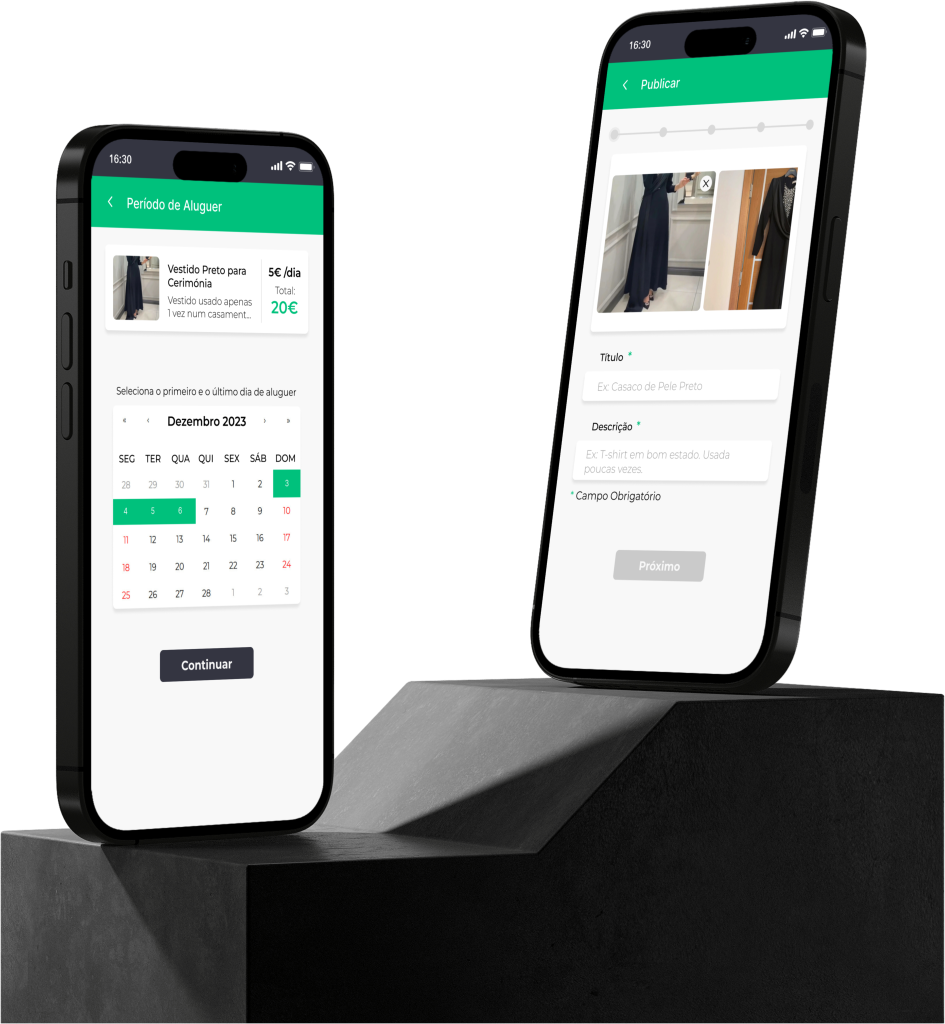 16:30
Período de Aluguer
Vestido Preto para
Cerimónia
Vestido usado apenas
1 vez num casament...
5€ /dia
Total:
20€
Seleciona o primeiro e o último dia de aluguer
« ‹ Dezembro 2023 › »
SEG TER QUA QUI SEX SÁB DOM
28 29 30 31 1 2 3
4 5 6 7 8 9 10
11 12 13 14 15 16 17
18 19 20 21 22 23 24
25 26 27 28 1 2 3
Continuar
16:30
Publicar
X
Título *
Ex: Casaco de Pele Preto
Descrição *
Ex: T-shirt em bom estado. Usada
poucas vezes.
* Campo Obrigatório
Próximo